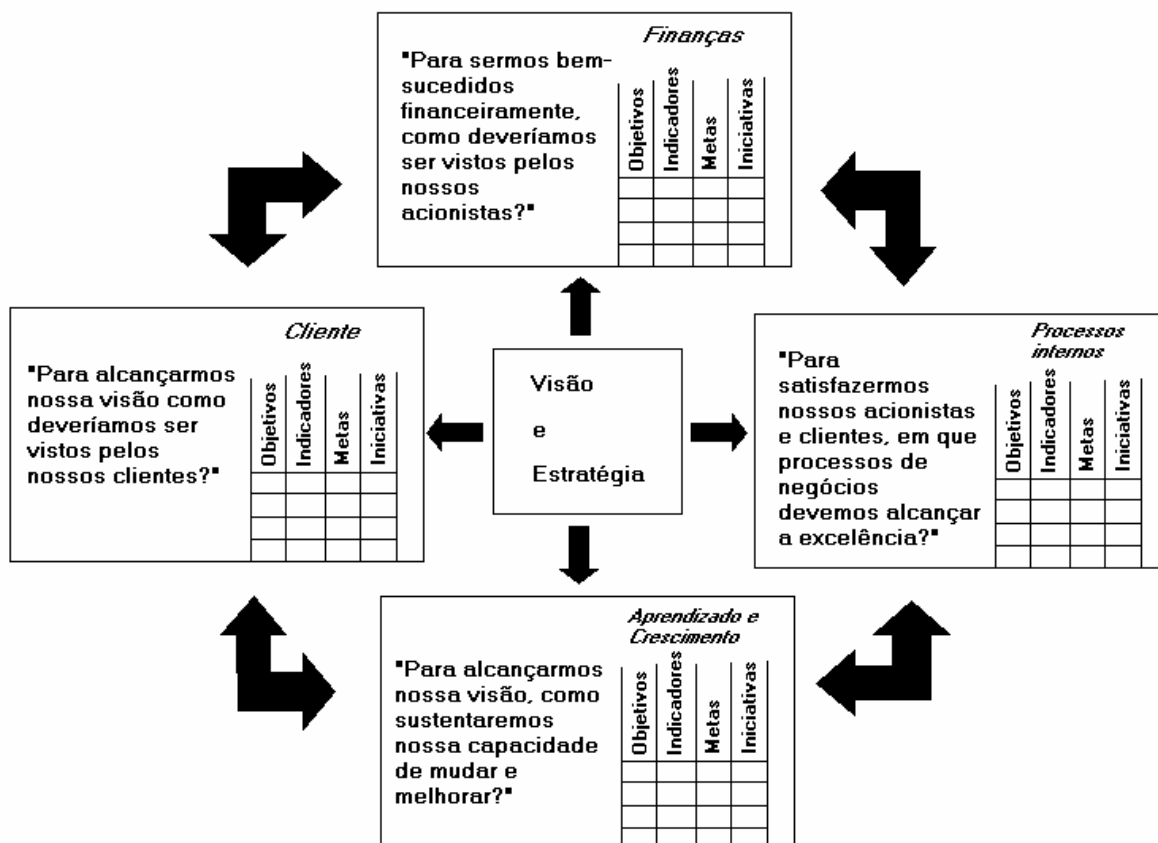 Finanças
"Para sermos bem-
sucedidos
financeiramente,
como deveríamos
ser vistos pelos
nossos
acionistas?"
Objetivos
Indicadores
Metas
Iniciativas
Cliente
"Para alcançarmos
nossa visão como
deveríamos ser
vistos pelos
nossos clientes?"
Objetivos
Indicadores
Metas
Iniciativas
Visão
e
Estratégia
Processos
internos
"Para
satisfazermos
nossos acionistas
e clientes, em que
processos de
negócios
devemos alcançar
a excelência?"
Objetivos
Indicadores
Metas
Iniciativas
Aprendizado e
Crescimento
"Para alcançarmos
nossa visão, como
sustentaremos
nossa capacidade
de mudar e
melhorar?"
Objetivos
Indicadores
Metas
Iniciativas